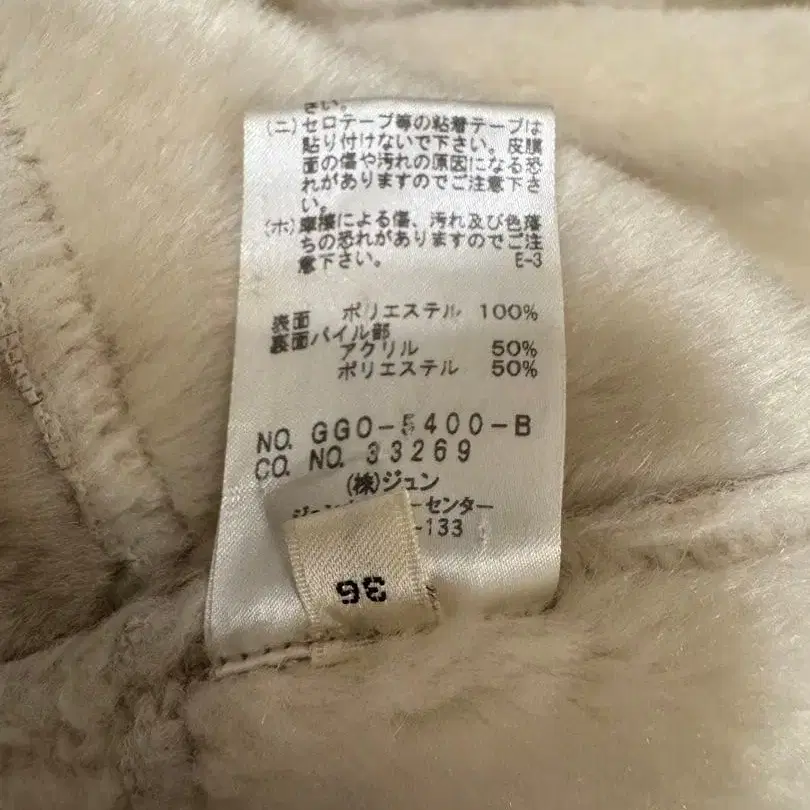 さい。
(ニ)セロテープ等の粘着テープは
貼り付けないで下さい。皮膜
面の傷や汚れの原因になる恐
れがありますのでご注意下さ
い。
(ホ)摩擦による傷、汚れ及び色落
ちの恐れがありますのでご注
意下さい。 E-3
表面 ポリエステル 100%
裏面パイル部
アクリル 50%
ポリエステル 50%
NO. GGO-5400-B
CO. NO. 33269
(株)ジュン
センター
-133
36